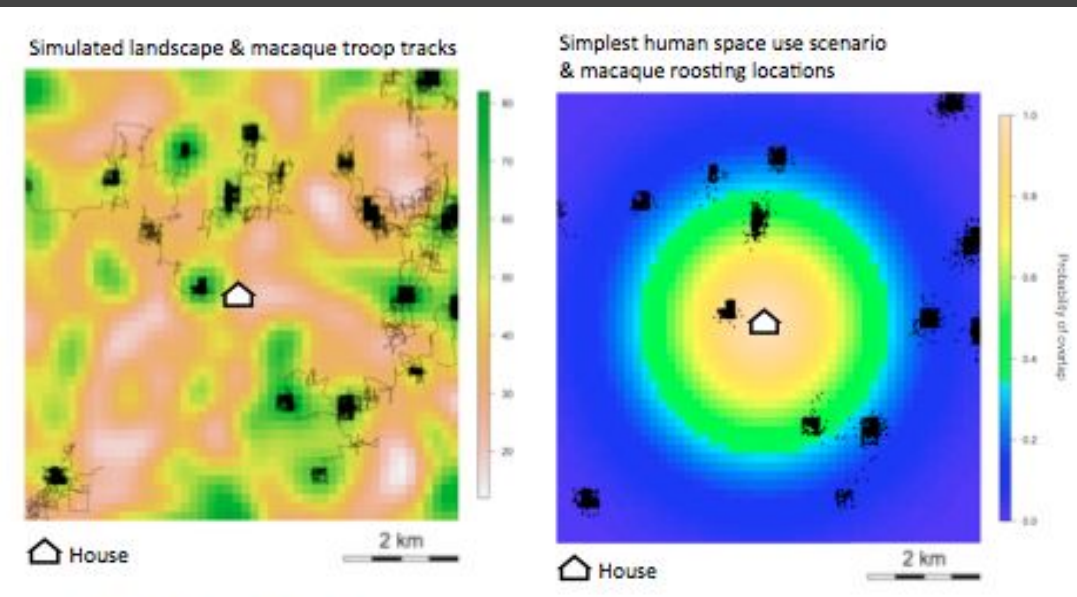 Simulated landscape & macaque troop tracks
80
70
60
50
40
30
20
House
2 km
Simplest human space use scenario
& macaque roosting locations
1.0
0.8
0.6
0.4
0.2
0.0
Probability of overlap
House
2 km